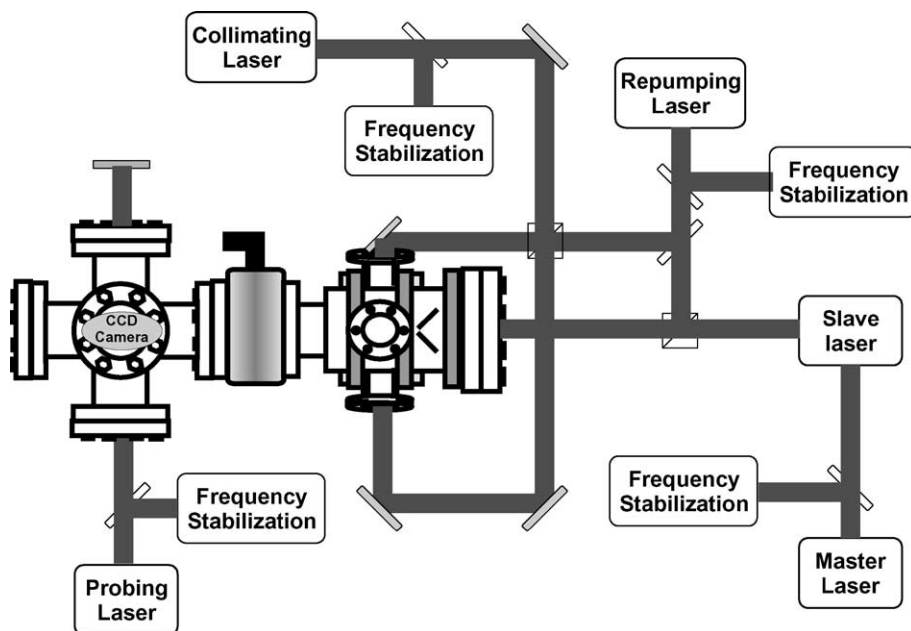 Collimating
Laser
Frequency
Stabilization
Repumping
Laser
Frequency
Stabilization
CCD
Camera
Slave
laser
Frequency
Stabilization
Frequency
Stabilization
Probing
Laser
Master
Laser